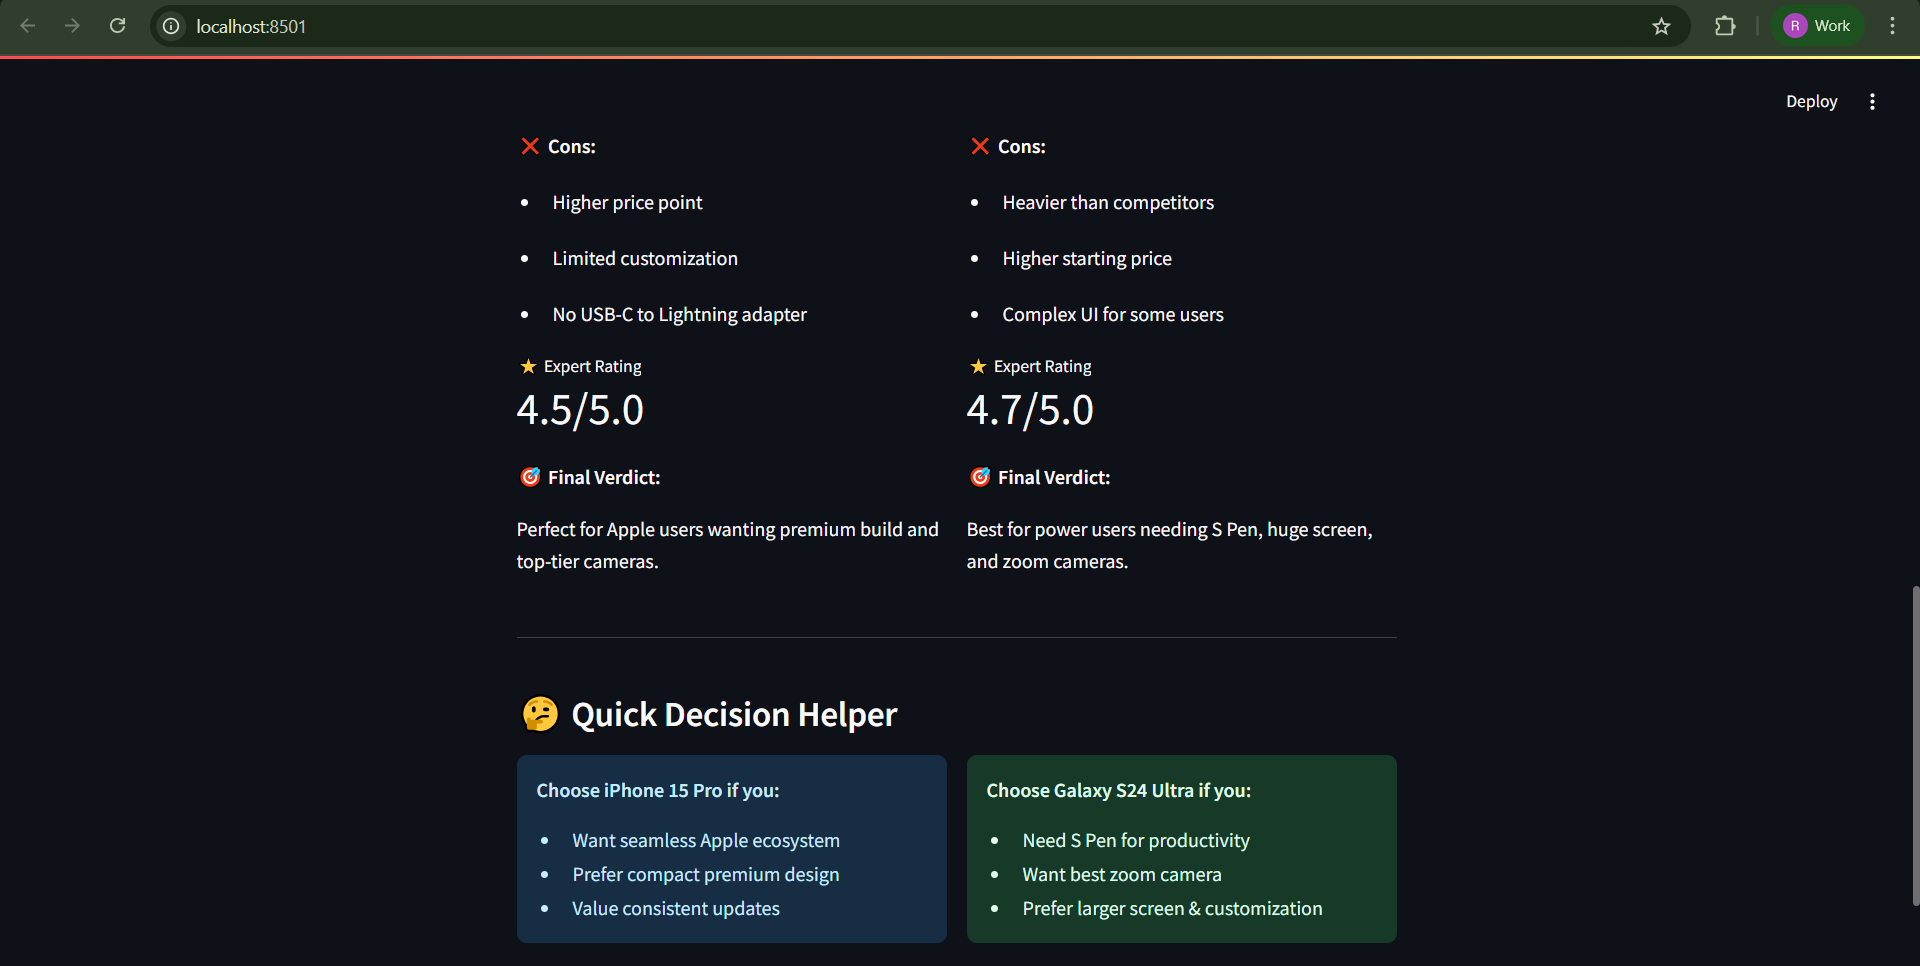 localhost:8501
R Work
Deploy
❌ Cons:
• Higher price point
• Limited customization
• No USB-C to Lightning adapter
⭐ Expert Rating
4.5/5.0
🎯 Final Verdict:
Perfect for Apple users wanting premium build and
top-tier cameras.
❌ Cons:
• Heavier than competitors
• Higher starting price
• Complex UI for some users
⭐ Expert Rating
4.7/5.0
🎯 Final Verdict:
Best for power users needing S Pen, huge screen,
and zoom cameras.
🤔 Quick Decision Helper
Choose iPhone 15 Pro if you:
• Want seamless Apple ecosystem
• Prefer compact premium design
• Value consistent updates
Choose Galaxy S24 Ultra if you:
• Need S Pen for productivity
• Want best zoom camera
• Prefer larger screen & customization